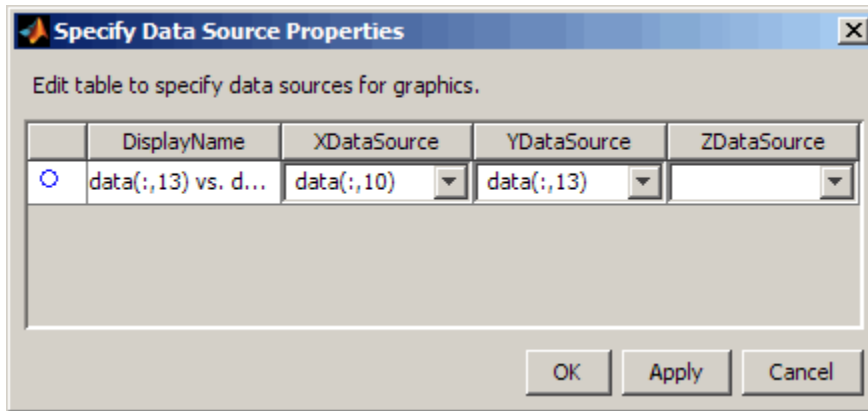 Specify Data Source Properties
Edit table to specify data sources for graphics.
DisplayName XDataSource YDataSource ZDataSource
data(:,13) vs. d... data(:,10) data(:,13)
OK Apply Cancel